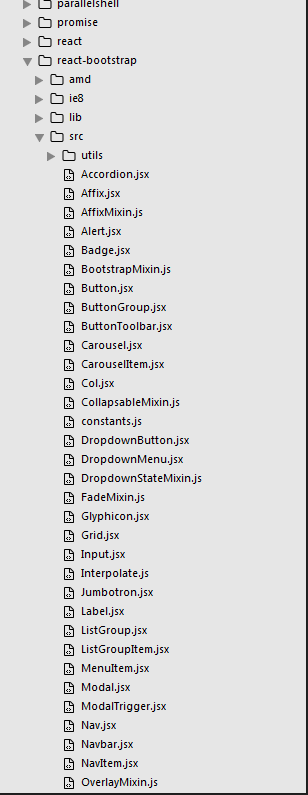 parallelshell
promise
react
react-bootstrap
amd
ie8
lib
src
utils
Accordion.jsx
Affix.jsx
AffixMixin.js
Alert.jsx
Badge.jsx
BootstrapMixin.js
Button.jsx
ButtonGroup.jsx
ButtonToolbar.jsx
Carousel.jsx
CarouselItem.jsx
Col.jsx
CollapsableMixin.js
constants.js
DropdownButton.jsx
DropdownMenu.jsx
DropdownStateMixin.js
FadeMixin.js
Glyphicon.jsx
Grid.jsx
Input.jsx
Interpolate.js
Jumbotron.jsx
Label.jsx
ListGroup.jsx
ListGroupItem.jsx
MenuItem.jsx
Modal.jsx
ModalTrigger.jsx
Nav.jsx
Navbar.jsx
NavItem.jsx
OverlayMixin.js